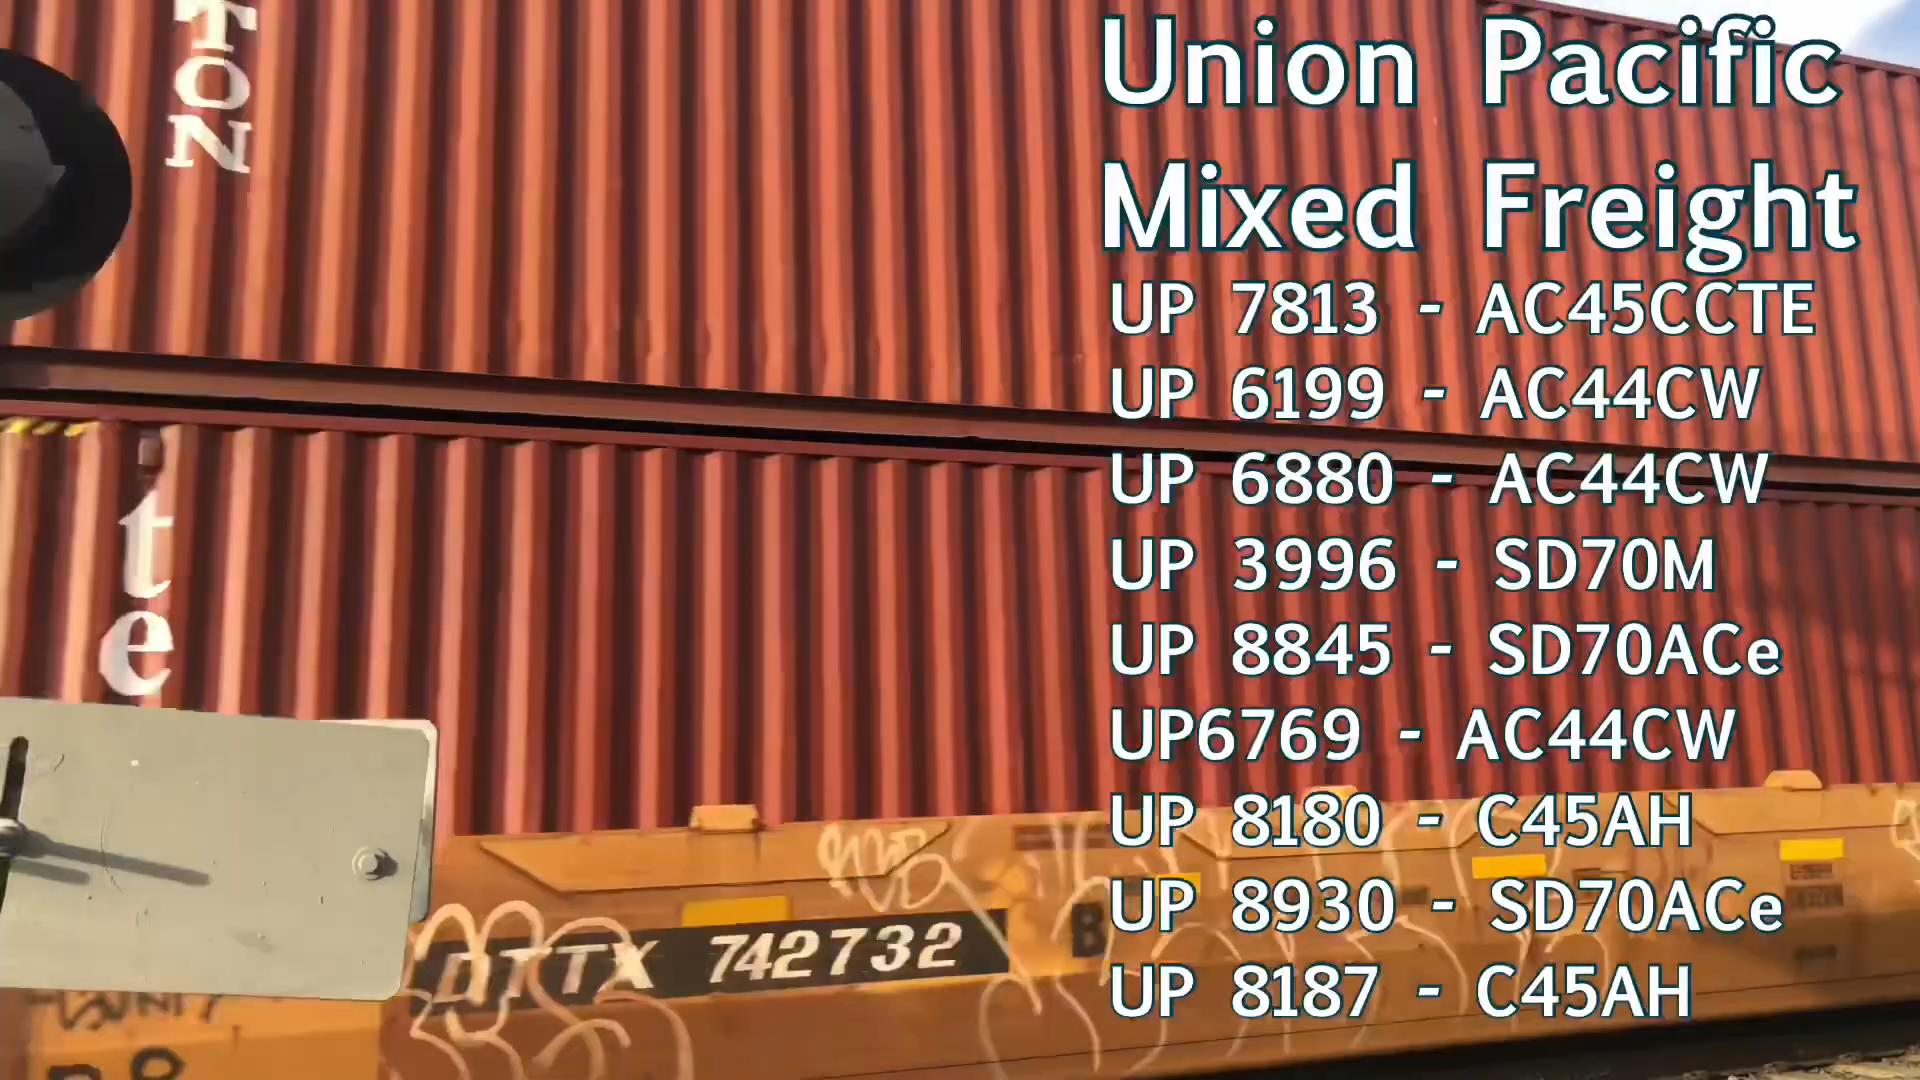 TON
te
Union Pacific
Mixed Freight
UP 7813 - AC45CCTE
UP 6199 - AC44CW
UP 6880 - AC44CW
UP 3996 - SD70M
UP 8845 - SD70ACe
UP6769 - AC44CW
UP 8180 - C45AH
UP 8930 - SD70ACe
UP 8187 - C45AH
DTTX 742732
B